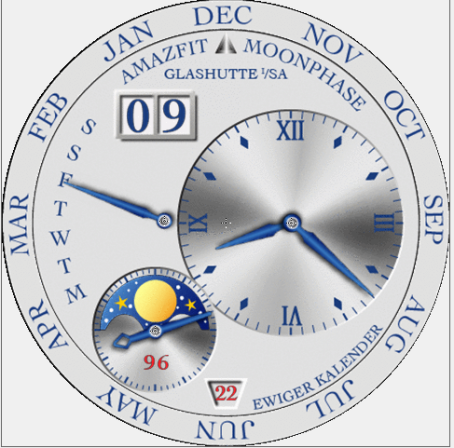 DEC
NOV
OCT
SEP
AUG
JUL
JUN
MAY
APR
MAR
FEB
JAN
AMAZFIT MOONPHASE
GLASHUTTE I/SA
09
S
S
F
T
W
T
M
XII
III
VI
IX
96
22
EWIGER KALENDER